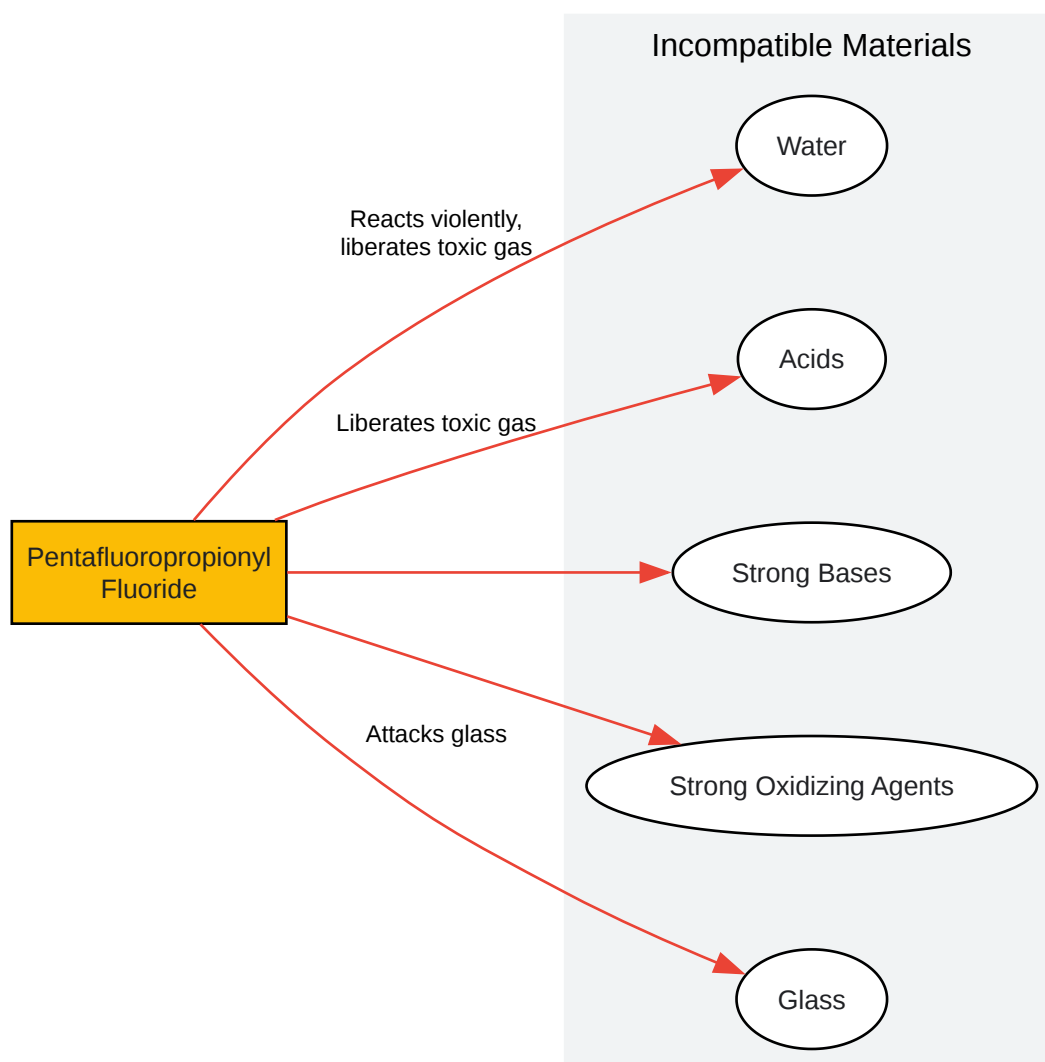 Incompatible Materials
Water
Reacts violently,
liberates toxic gas
Acids
Liberates toxic gas
Pentafluoropropionyl
Fluoride
Strong Bases
Attacks glass
Strong Oxidizing Agents
Glass